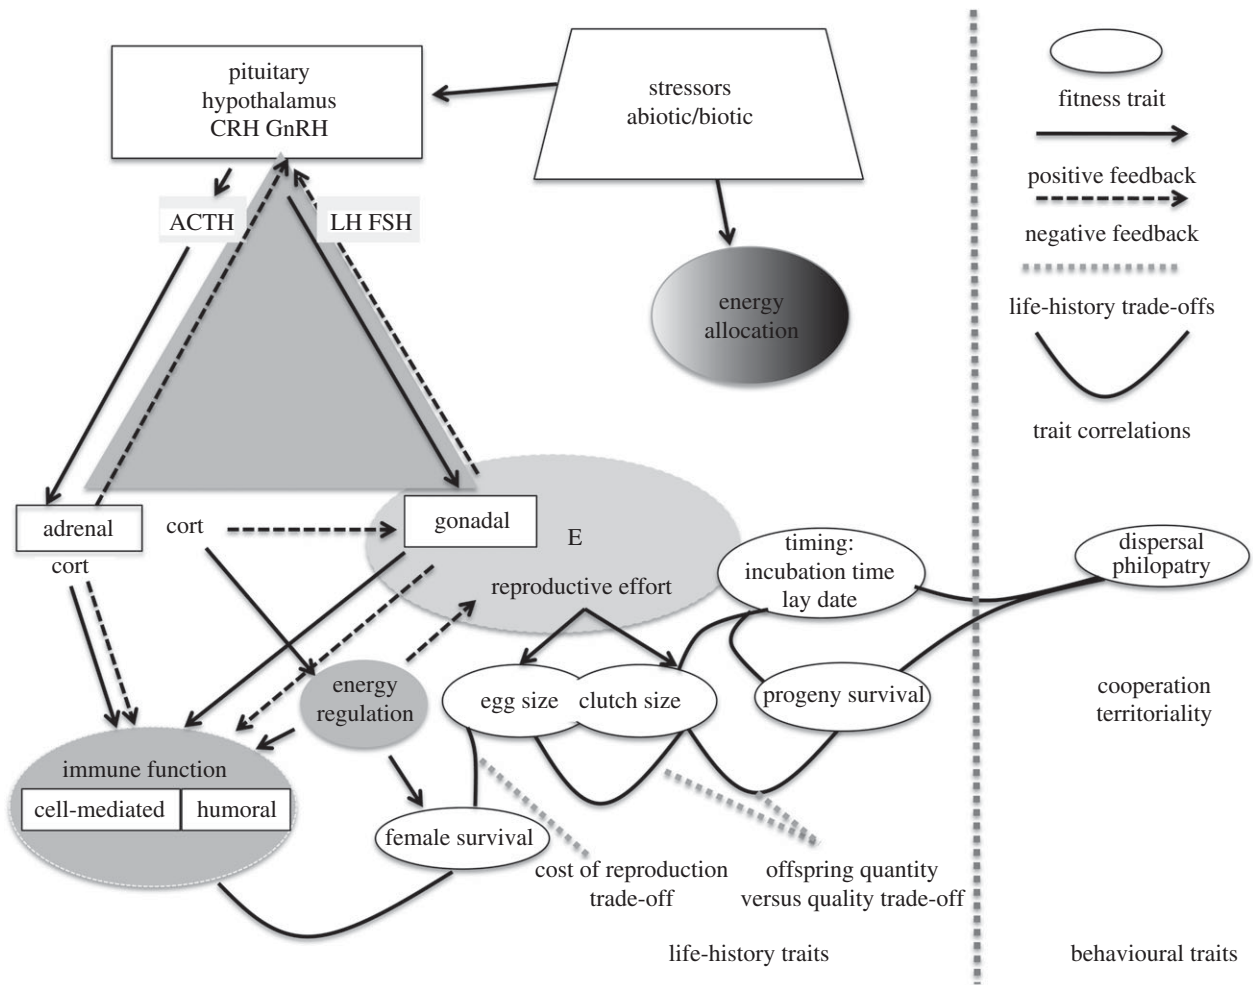 pituitary
hypothalamus
CRH GnRH
stressors
abiotic/biotic
fitness trait
positive feedback
negative feedback
life-history trade-offs
trait correlations
ACTH
LH FSH
energy
allocation
adrenal
cort
cort
gonadal
E
reproductive effort
timing:
incubation time
lay date
dispersal
philopatry
energy
regulation
egg size
clutch size
progeny survival
cooperation
territoriality
immune function
cell-mediated
humoral
female survival
cost of reproduction
trade-off
offspring quantity
versus quality trade-off
life-history traits
behavioural traits